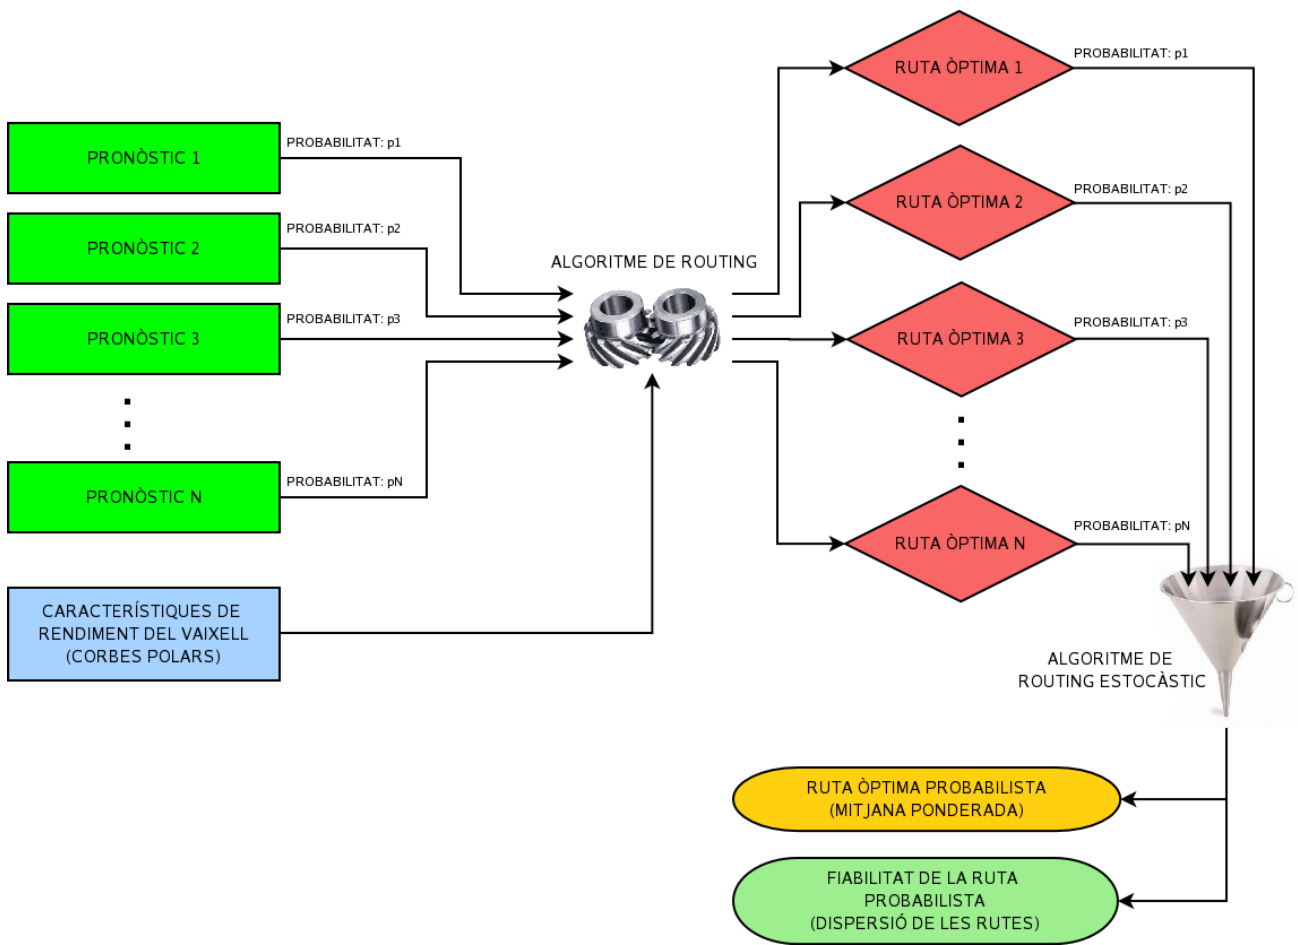 PRONÒSTIC 1
PROBABILITAT: p1
PRONÒSTIC 2
PROBABILITAT: p2
PRONÒSTIC 3
PROBABILITAT: p3
PRONÒSTIC N
PROBABILITAT: pN
CARACTERÍSTIQUES DE
RENDIMENT DEL VAIXELL
(CORBES POLARS)
ALGORITME DE ROUTING
RUTA ÒPTIMA 1
PROBABILITAT: p1
RUTA ÒPTIMA 2
PROBABILITAT: p2
RUTA ÒPTIMA 3
PROBABILITAT: p3
RUTA ÒPTIMA N
PROBABILITAT: pN
ALGORITME DE
ROUTING ESTOCÀSTIC
RUTA ÒPTIMA PROBABILISTA
(MITJANA PONDERADA)
FIABILITAT DE LA RUTA
PROBABILISTA
(DISPERSIÓ DE LES RUTES)